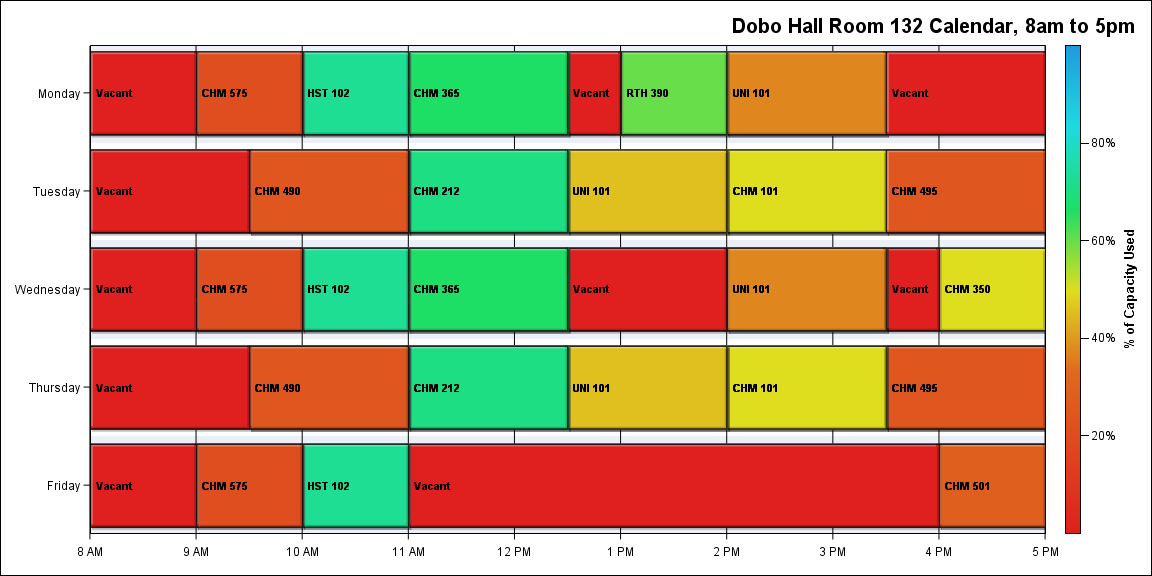 Dobo Hall Room 132 Calendar, 8am to 5pm
Monday
Vacant
CHM 575
HST 102
CHM 365
Vacant
RTH 390
UNI 101
Vacant
Tuesday
Vacant
CHM 490
CHM 212
UNI 101
CHM 101
CHM 495
Wednesday
Vacant
CHM 575
HST 102
CHM 365
Vacant
UNI 101
Vacant
CHM 350
Thursday
Vacant
CHM 490
CHM 212
UNI 101
CHM 101
CHM 495
Friday
Vacant
CHM 575
HST 102
Vacant
CHM 501
8 AM
9 AM
10 AM
11 AM
12 PM
1 PM
2 PM
3 PM
4 PM
5 PM
80%
60%
40%
20%
% of Capacity Used